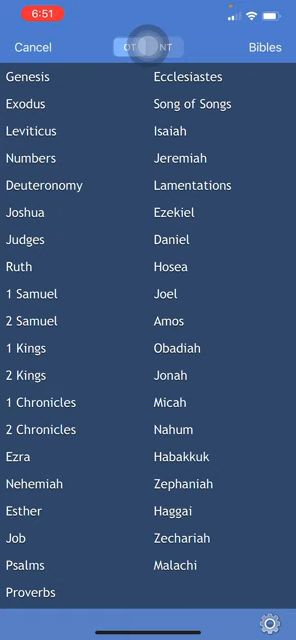 6:51
Cancel
OT NT
Bibles
Genesis
Exodus
Leviticus
Numbers
Deuteronomy
Joshua
Judges
Ruth
1 Samuel
2 Samuel
1 Kings
2 Kings
1 Chronicles
2 Chronicles
Ezra
Nehemiah
Esther
Job
Psalms
Proverbs
Ecclesiastes
Song of Songs
Isaiah
Jeremiah
Lamentations
Ezekiel
Daniel
Hosea
Joel
Amos
Obadiah
Jonah
Micah
Nahum
Habakkuk
Zephaniah
Haggai
Zechariah
Malachi